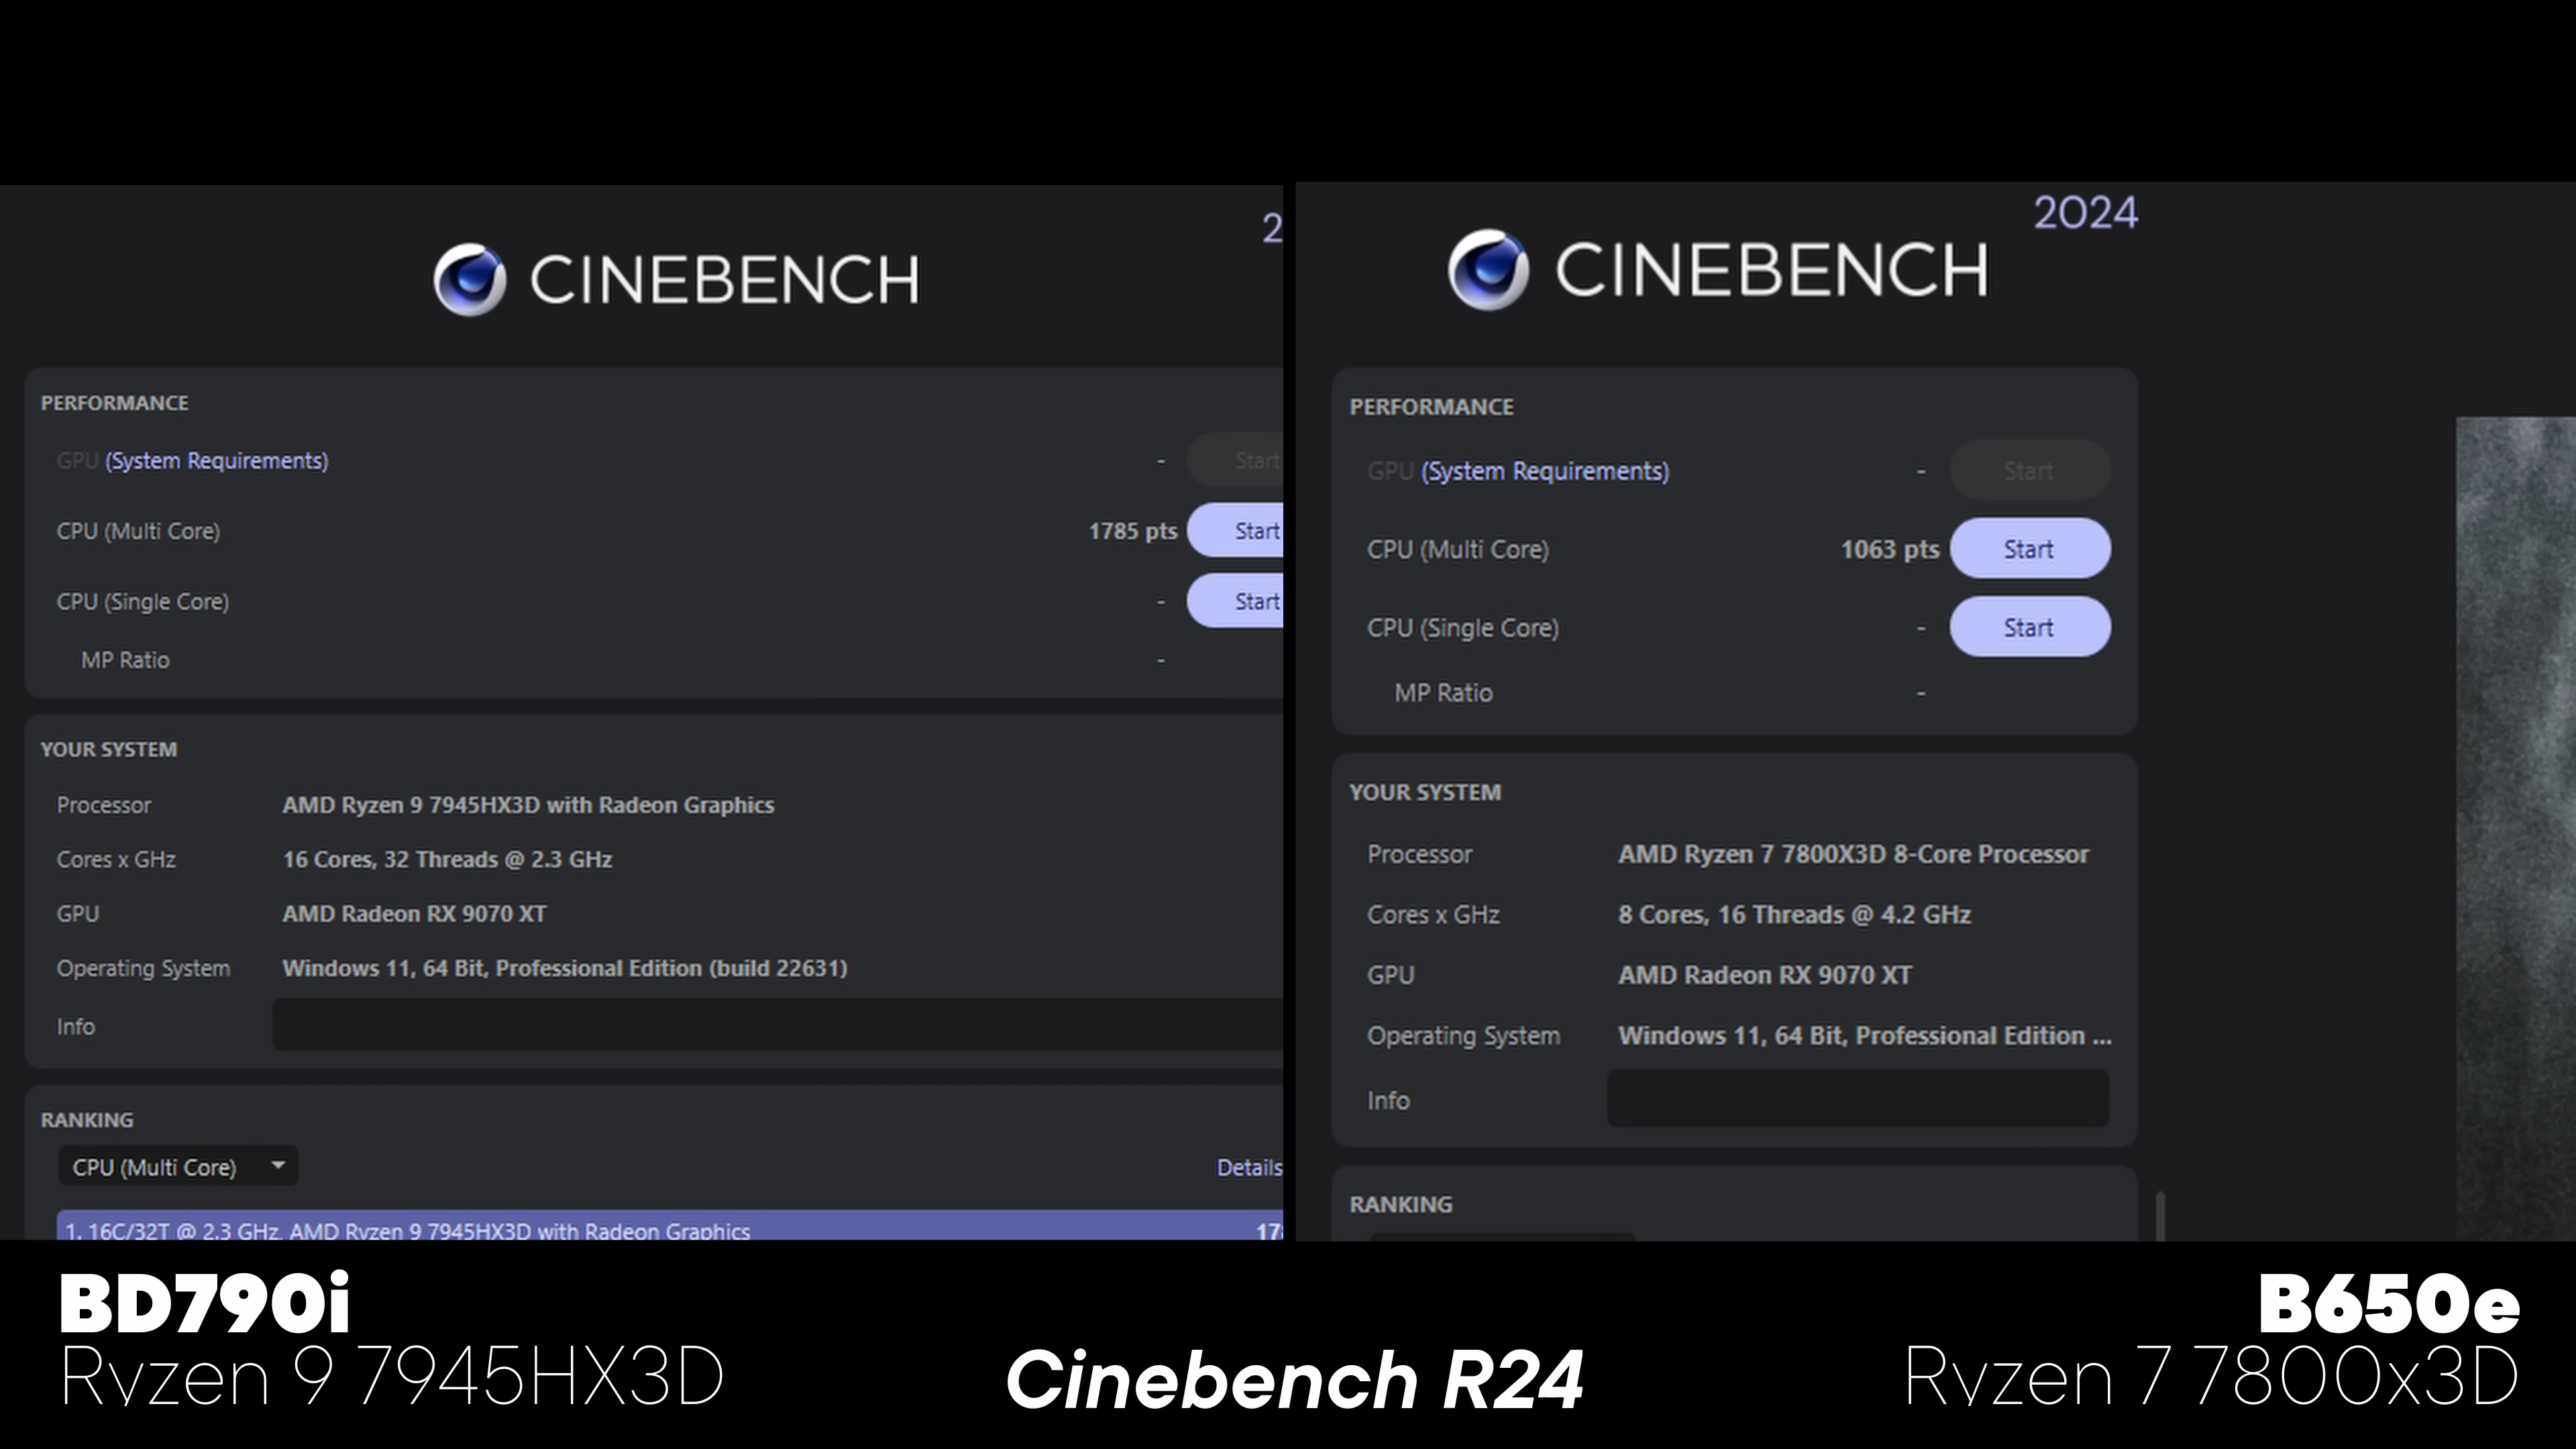 2
CINEBENCH
PERFORMANCE
GPU (System Requirements) - Start
CPU (Multi Core) 1785 pts Start
CPU (Single Core) - Start
MP Ratio -
YOUR SYSTEM
Processor AMD Ryzen 9 7945HX3D with Radeon Graphics
Cores x GHz 16 Cores, 32 Threads @ 2.3 GHz
GPU AMD Radeon RX 9070 XT
Operating System Windows 11, 64 Bit, Professional Edition (build 22631)
Info
RANKING
CPU (Multi Core) Details
1. 16C/32T @ 2.3 GHz, AMD Ryzen 9 7945HX3D with Radeon Graphics 17
2024
CINEBENCH
PERFORMANCE
GPU (System Requirements) - Start
CPU (Multi Core) 1063 pts Start
CPU (Single Core) - Start
MP Ratio -
YOUR SYSTEM
Processor AMD Ryzen 7 7800X3D 8-Core Processor
Cores x GHz 8 Cores, 16 Threads @ 4.2 GHz
GPU AMD Radeon RX 9070 XT
Operating System Windows 11, 64 Bit, Professional Edition ...
Info
RANKING
BD790i
Ryzen 9 7945HX3D
Cinebench R24
B650e
Ryzen 7 7800x3D